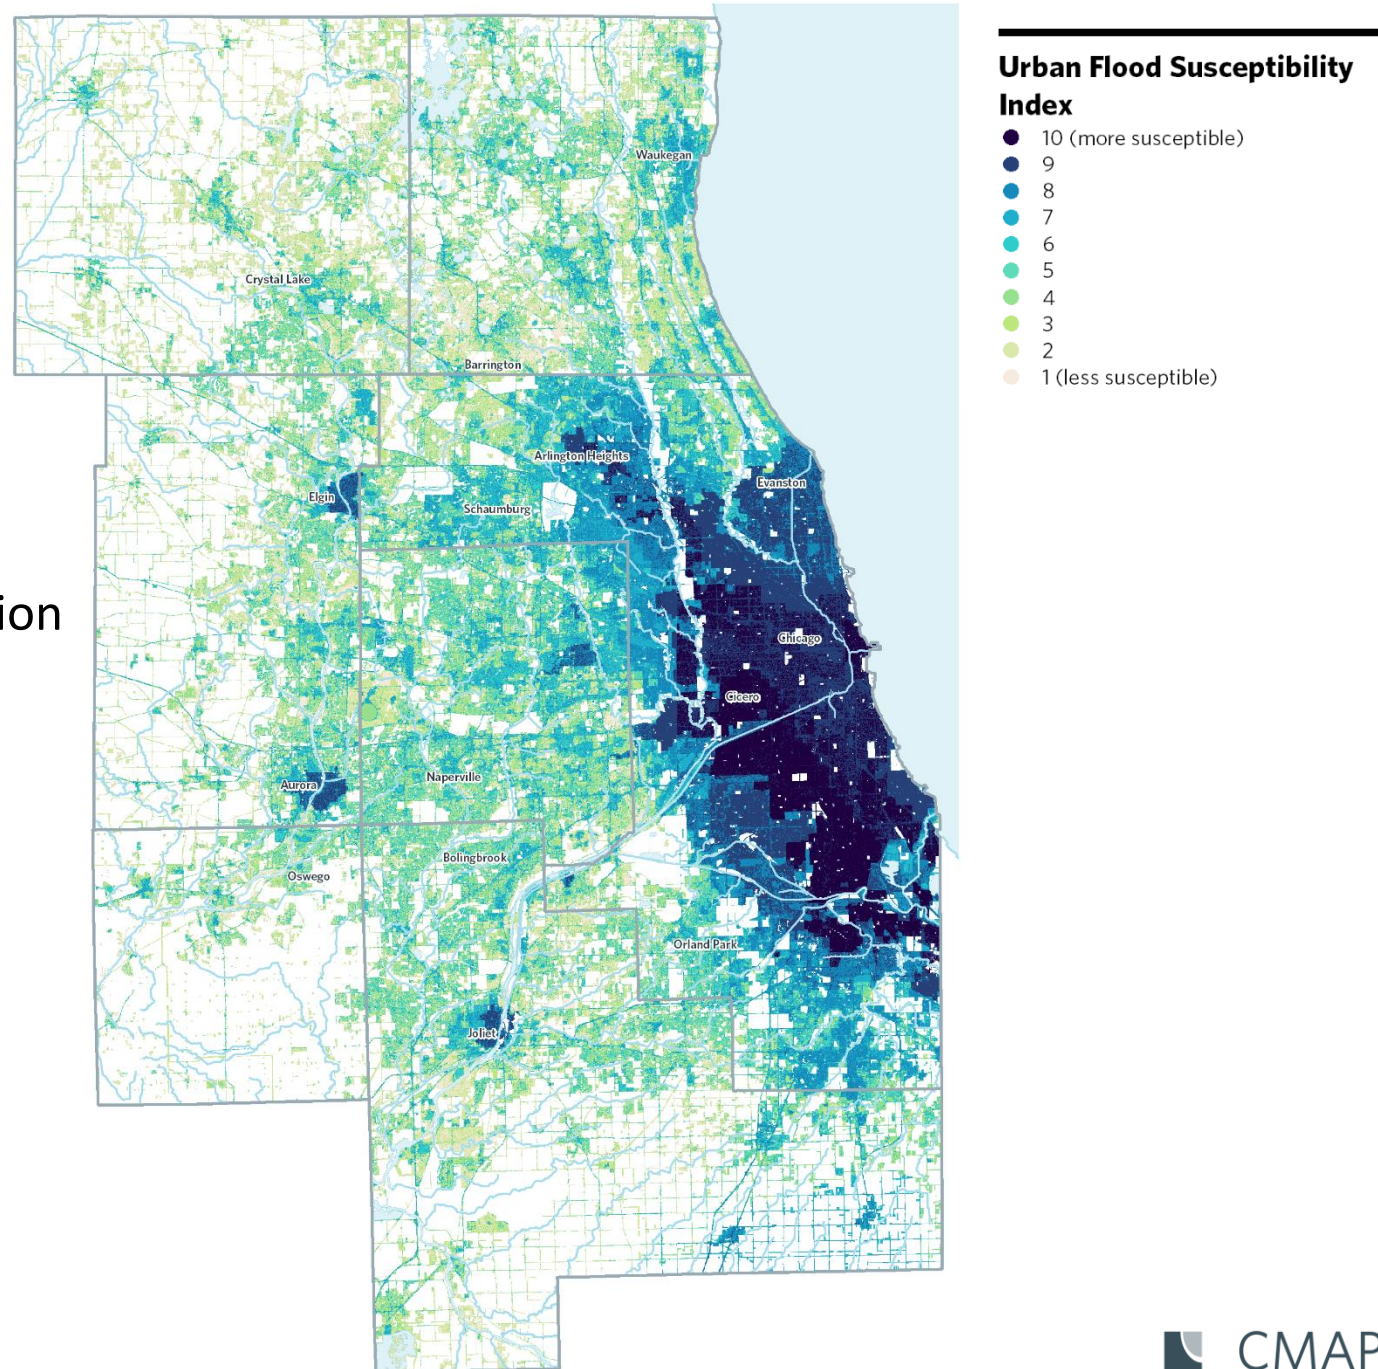 Urban Flood Susceptibility
Index
10 (more susceptible)
9
8
7
6
5
4
3
2
1 (less susceptible)
Waukegan
Crystal Lake
Barrington
Arlington Heights
Evanston
Elgin
Schaumburg
ion
Chicago
Cicero
Naperville
Aurora
Bolingbrook
Oswego
Orland Park
Joliet
CMAP